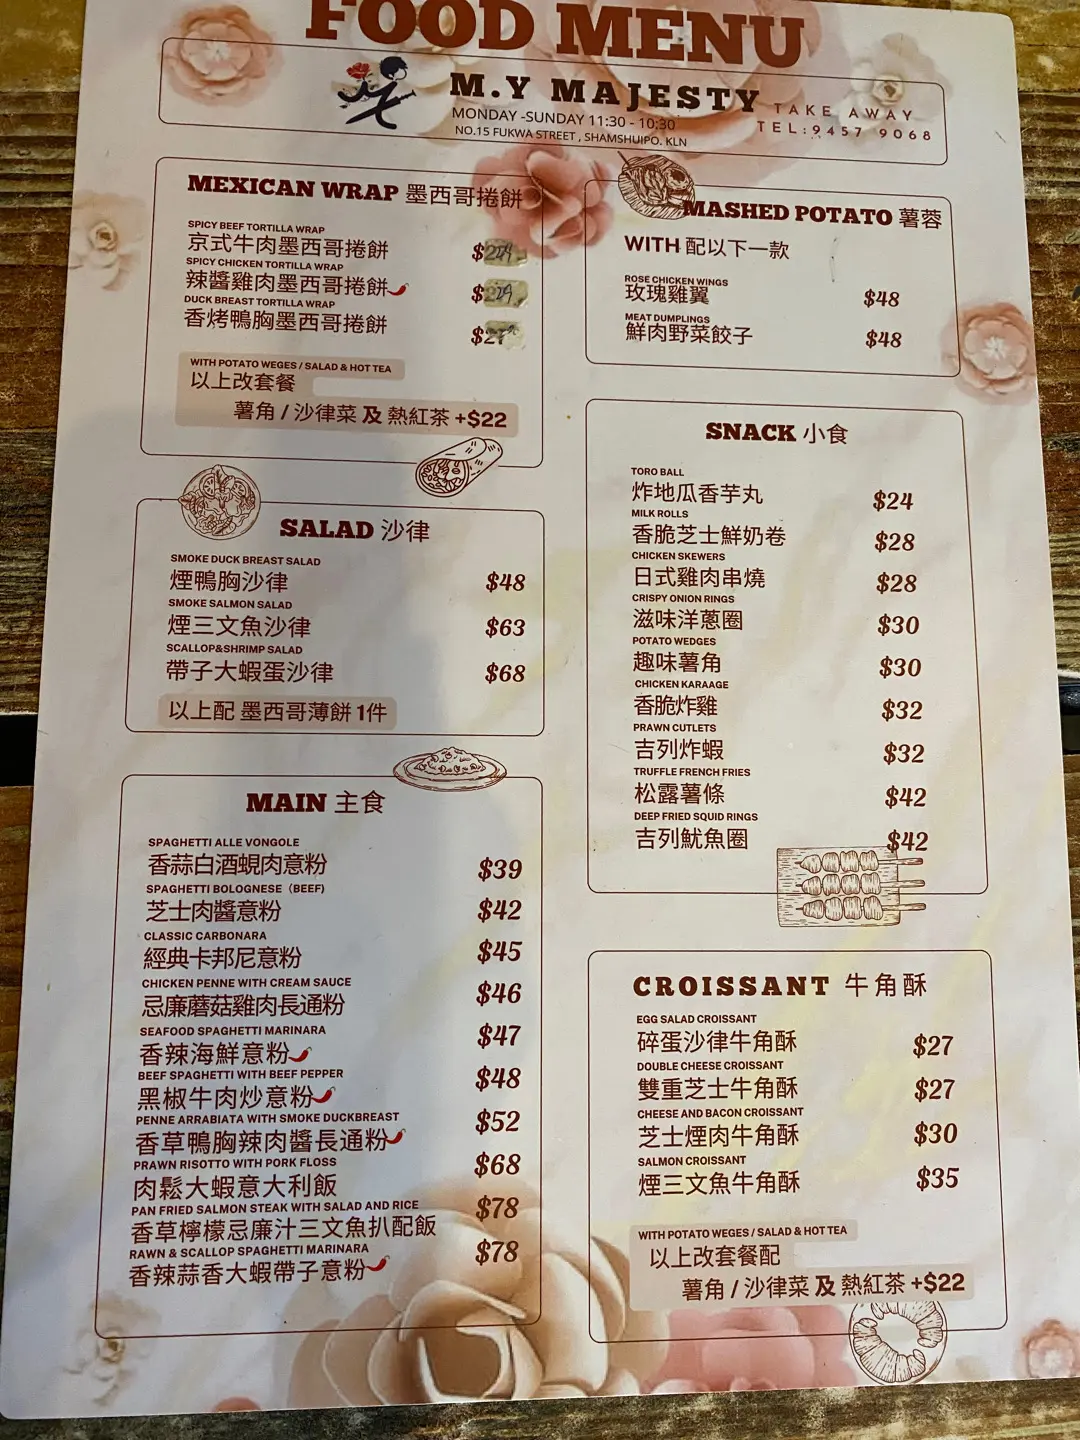 FOOD MENU
M.Y MAJESTY
MONDAY -SUNDAY 11:30 - 10:30
NO.15 FUKWA STREET , SHAMSHUIPO. KLN
TAKE AWAY
TEL:9457 9068
MEXICAN WRAP 墨西哥捲餅
SPICY BEEF TORTILLA WRAP
京式牛肉墨西哥捲餅
SPICY CHICKEN TORTILLA WRAP
辣醬雞肉墨西哥捲餅
DUCK BREAST TORTILLA WRAP
香烤鴨胸墨西哥捲餅
WITH POTATO WEGES / SALAD & HOT TEA
以上改套餐
薯角 / 沙律菜 及 熱紅茶 +$22
SALAD 沙律
SMOKE DUCK BREAST SALAD
煙鴨胸沙律 $48
SMOKE SALMON SALAD
煙三文魚沙律 $63
SCALLOP&SHRIMP SALAD
帶子大蝦蛋沙律 $68
以上配 墨西哥薄餅 1件
MAIN 主食
SPAGHETTI ALLE VONGOLE
香蒜白酒蜆肉意粉 $39
SPAGHETTI BOLOGNESE（BEEF)
芝士肉醬意粉 $42
CLASSIC CARBONARA
經典卡邦尼意粉 $45
CHICKEN PENNE WITH CREAM SAUCE
忌廉蘑菇雞肉長通粉 $46
SEAFOOD SPAGHETTI MARINARA
香辣海鮮意粉 $47
BEEF SPAGHETTI WITH BEEF PEPPER
黑椒牛肉炒意粉 $48
PENNE ARRABIATA WITH SMOKE DUCKBREAST
香草鴨胸辣肉醬長通粉 $52
PRAWN RISOTTO WITH PORK FLOSS
肉鬆大蝦意大利飯 $68
PAN FRIED SALMON STEAK WITH SALAD AND RICE
香草檸檬忌廉汁三文魚扒配飯 $78
RAWN & SCALLOP SPAGHETTI MARINARA
香辣蒜香大蝦帶子意粉 $78
MASHED POTATO 薯蓉
WITH 配以下一款
ROSE CHICKEN WINGS
玫瑰雞翼 $48
MEAT DUMPLINGS
鮮肉野菜餃子 $48
SNACK 小食
TORO BALL
炸地瓜香芋丸 $24
MILK ROLLS
香脆芝士鮮奶卷 $28
CHICKEN SKEWERS
日式雞肉串燒 $28
CRISPY ONION RINGS
滋味洋蔥圈 $30
POTATO WEDGES
趣味薯角 $30
CHICKEN KARAAGE
香脆炸雞 $32
PRAWN CUTLETS
吉列炸蝦 $32
TRUFFLE FRENCH FRIES
松露薯條 $42
DEEP FRIED SQUID RINGS
吉列魷魚圈 $42
CROISSANT 牛角酥
EGG SALAD CROISSANT
碎蛋沙律牛角酥 $27
DOUBLE CHEESE CROISSANT
雙重芝士牛角酥 $27
CHEESE AND BACON CROISSANT
芝士煙肉牛角酥 $30
SALMON CROISSANT
煙三文魚牛角酥 $35
WITH POTATO WEGES / SALAD & HOT TEA
以上改套餐配
薯角 / 沙律菜 及 熱紅茶 +$22